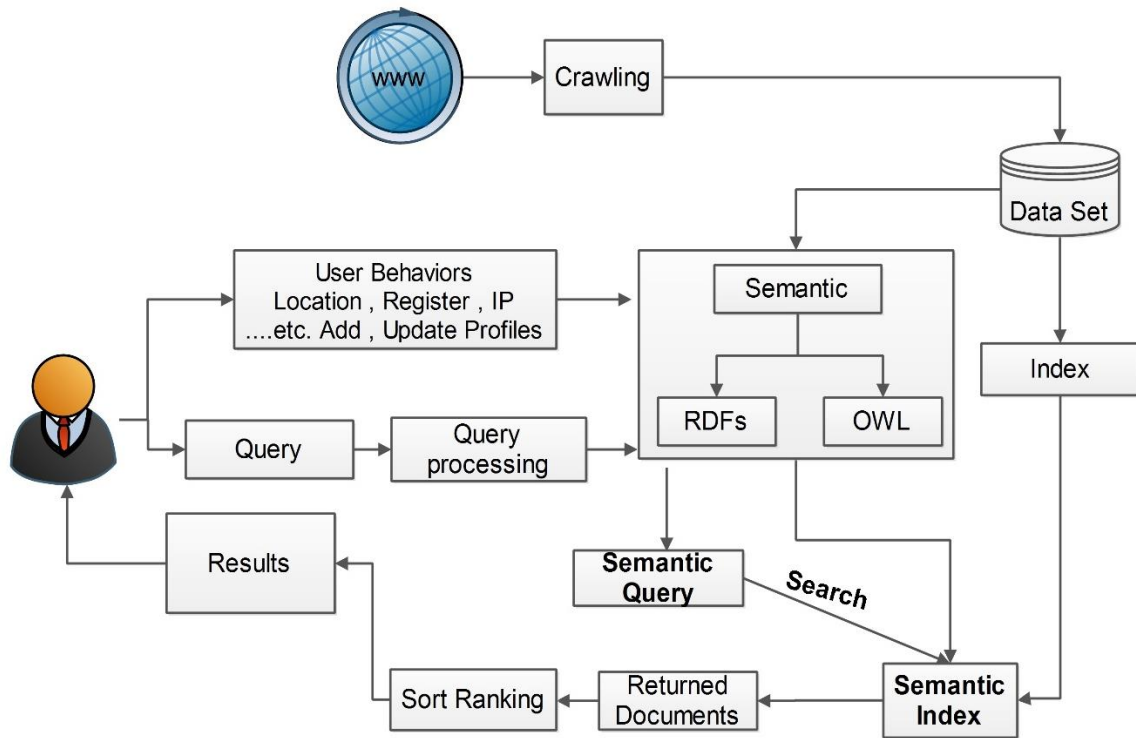 www
Crawling
Data Set
User Behaviors
Location , Register , IP
....etc. Add , Update Profiles
Semantic
Index
RDFs
OWL
Query
Query
processing
Results
Semantic
Query
Search
Sort Ranking
Returned
Documents
Semantic
Index